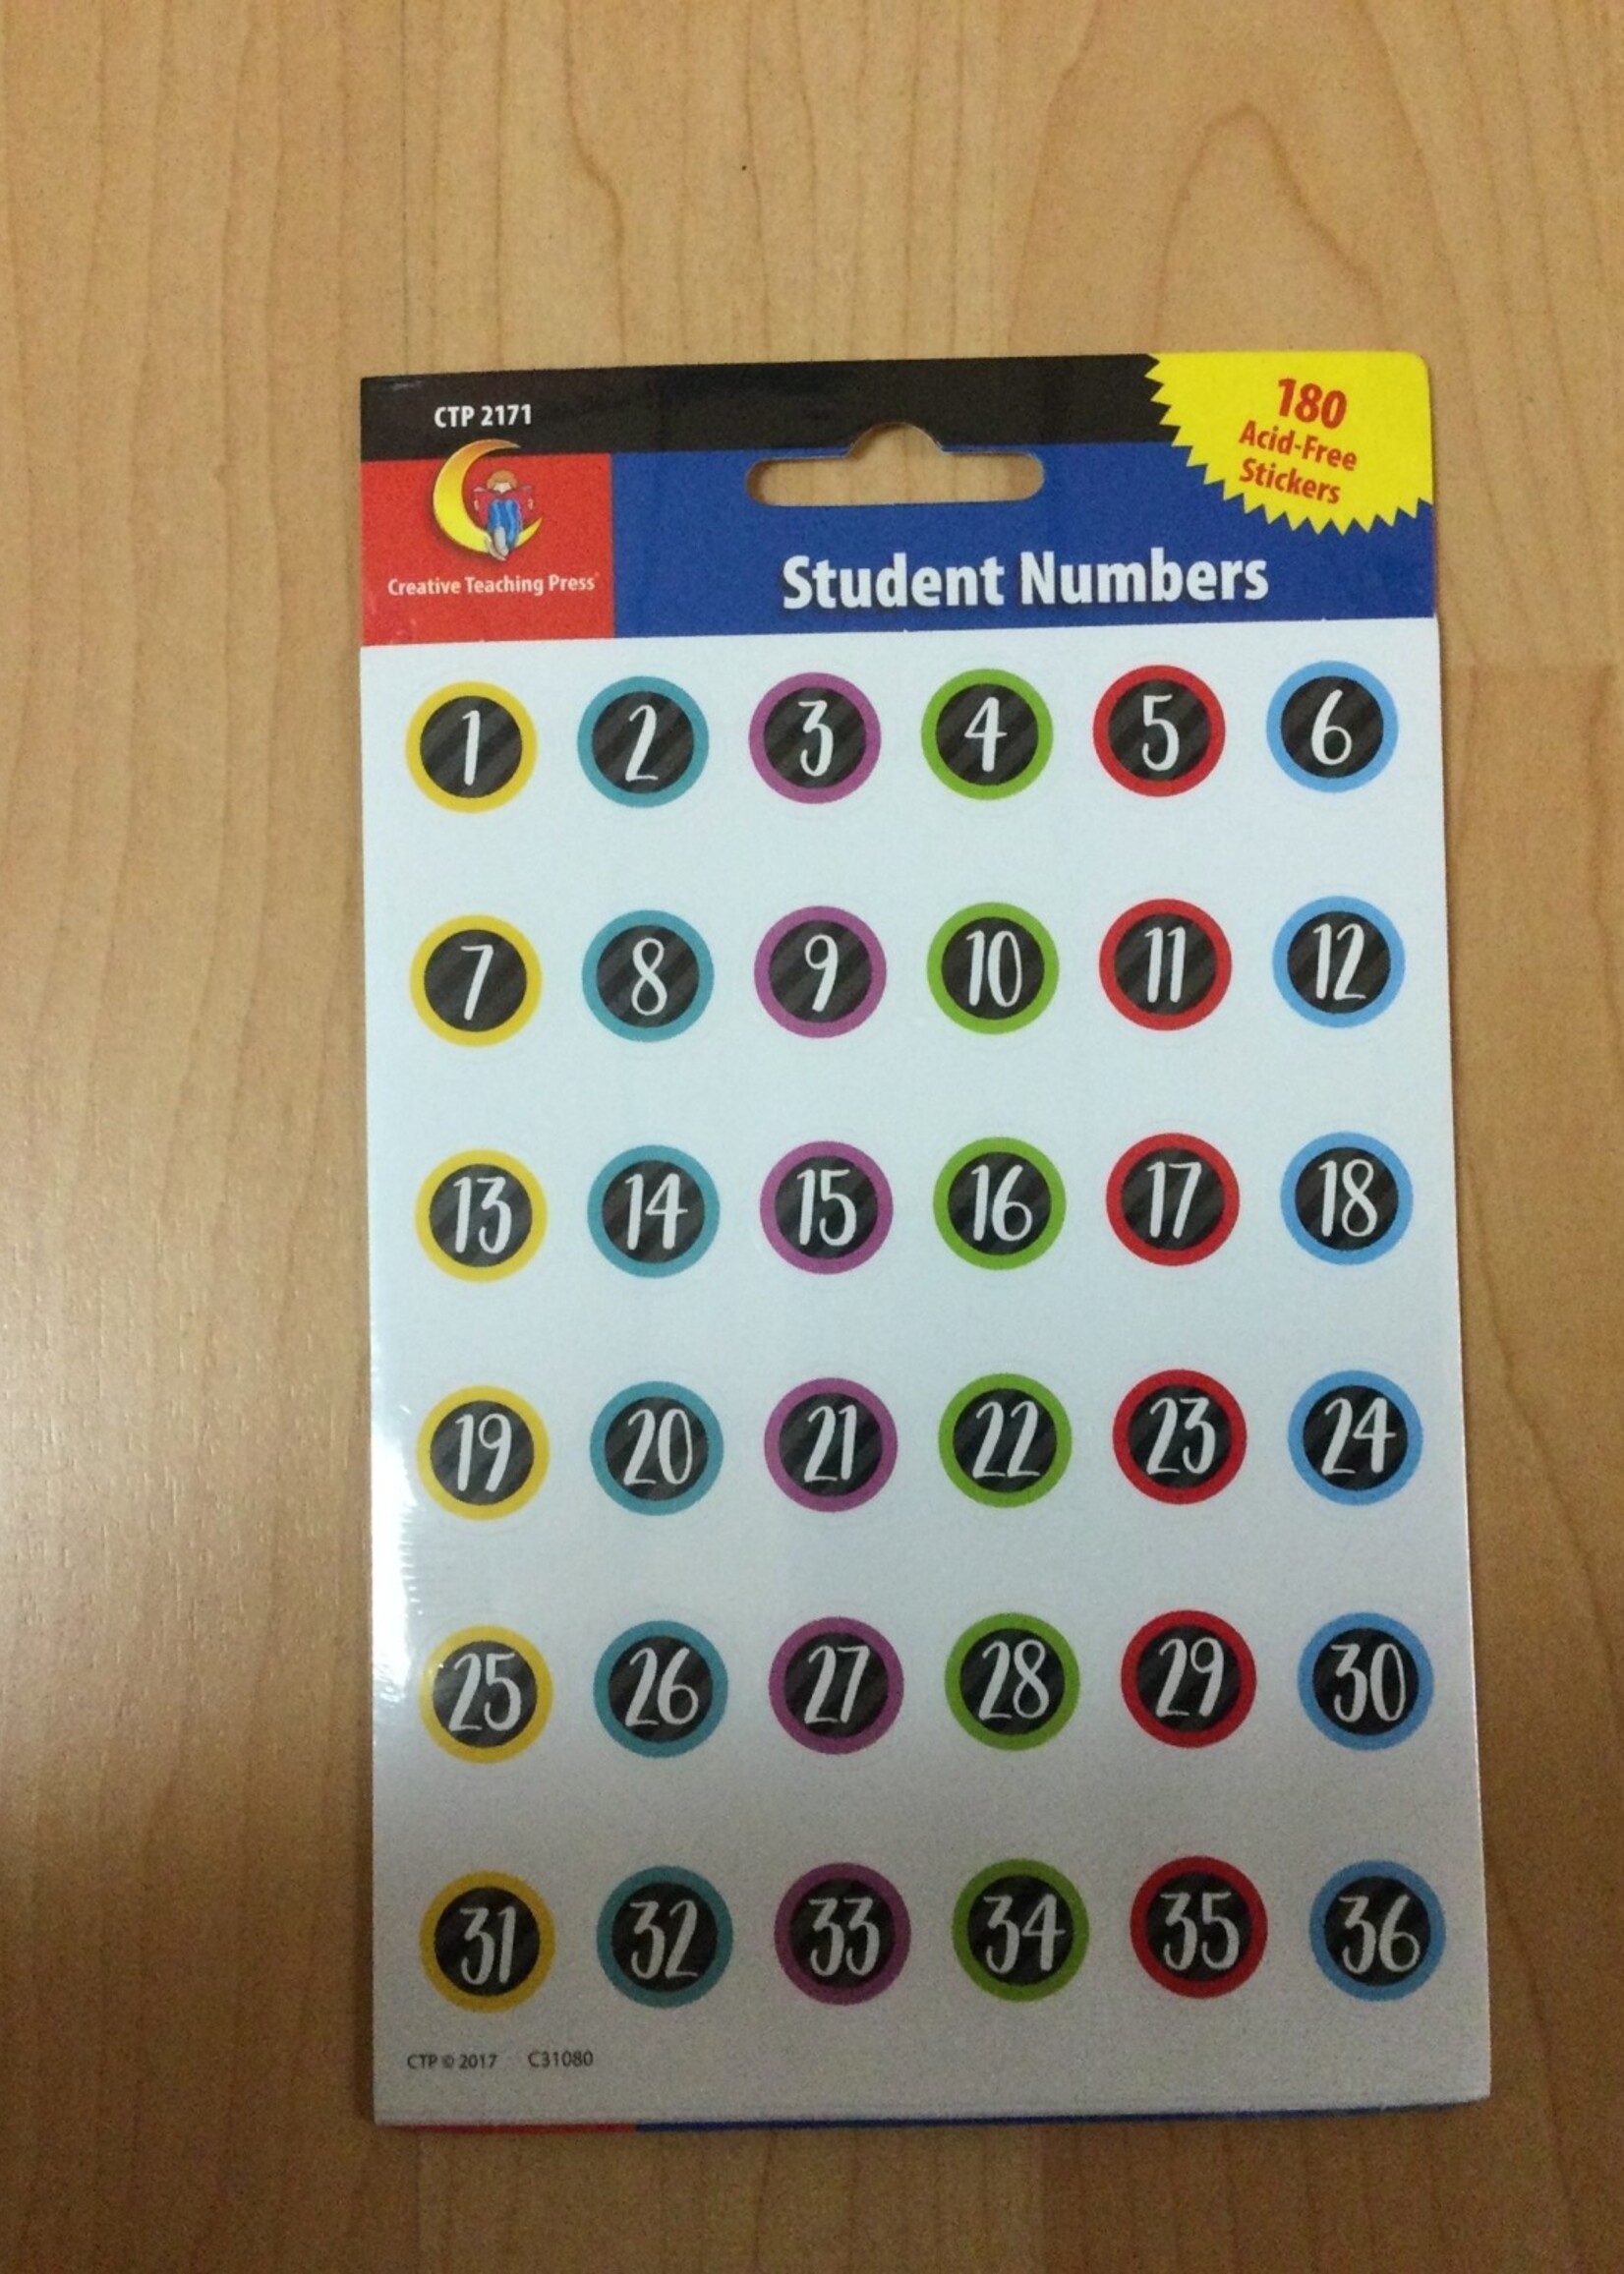 CTP 2171
180
Acid-Free
Stickers
Creative Teaching Press
Student Numbers
1 2 3 4 5 6
7 8 9 10 11 12
13 14 15 16 17 18
19 20 21 22 23 24
25 26 27 28 29 30
31 32 33 34 35 36
CTP © 2017 C31080